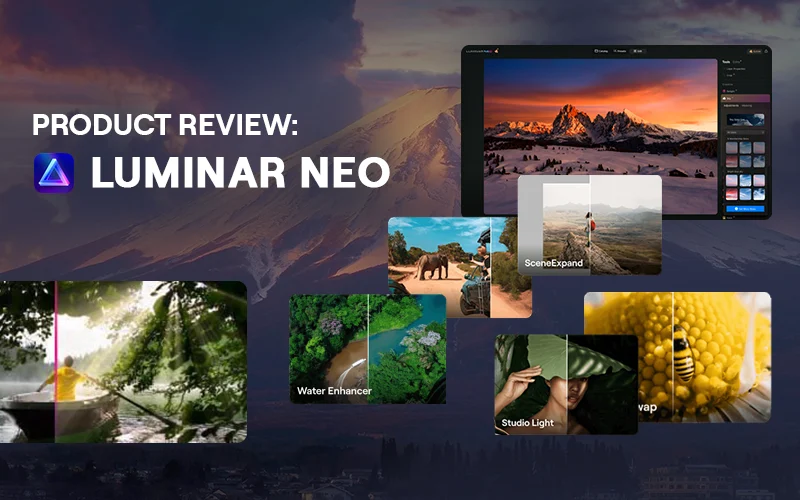 PRODUCT REVIEW:
LUMINAR NEO
SceneExpand
Water Enhancer
Studio Light
wap